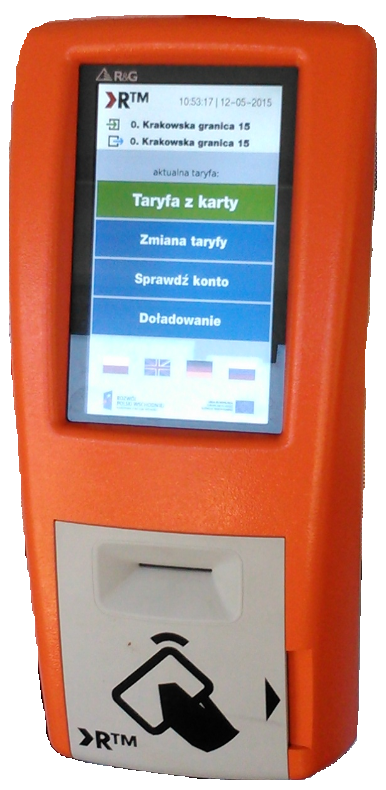 R&G
RTM 10:53:17 | 12-05-2015
0. Krakowska granica 15
0. Krakowska granica 15
aktualna taryfa:
Taryfa z karty
Zmiana taryfy
Sprawdź konto
Doładowanie
RTM